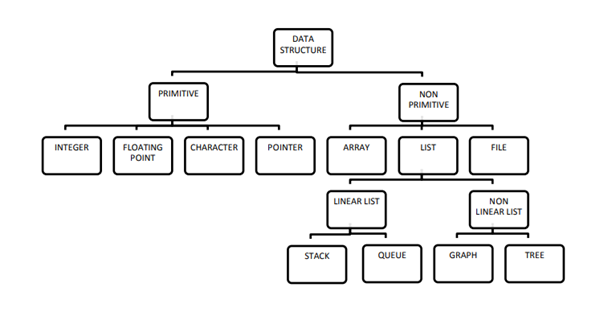 DATA
STRUCTURE
PRIMITIVE
NON
PRIMITIVE
INTEGER
FLOATING
POINT
CHARACTER
POINTER
ARRAY
LIST
FILE
LINEAR LIST
NON
LINEAR LIST
STACK
QUEUE
GRAPH
TREE